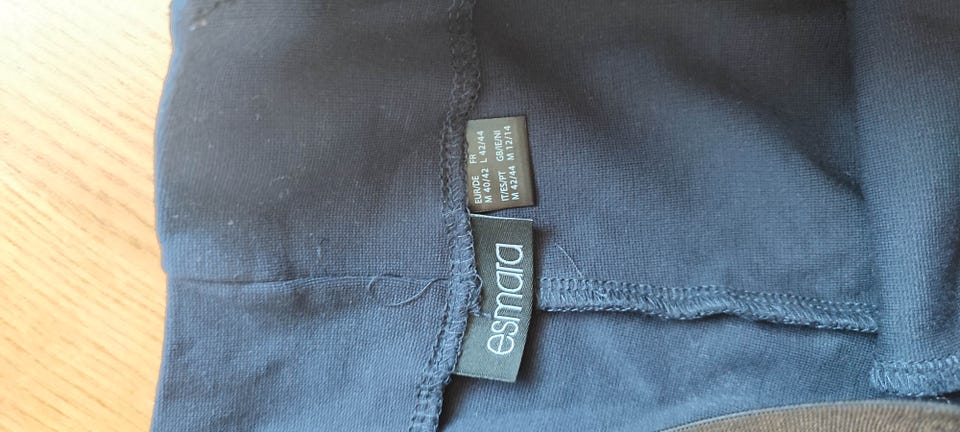 EUR/DE FR
M 40/42 L 42/44
IT/ES/PT GB/IE/NI
M 42/44 M 12/14
esmara